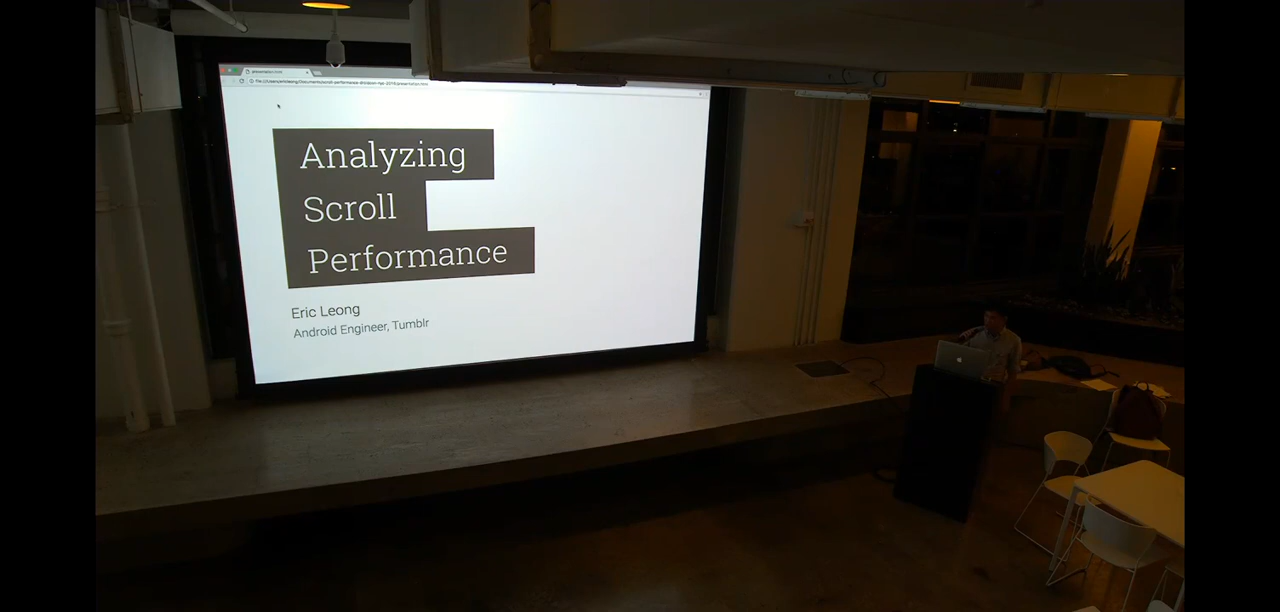 Analyzing
Scroll
Performance
Eric Leong
Android Engineer, Tumblr